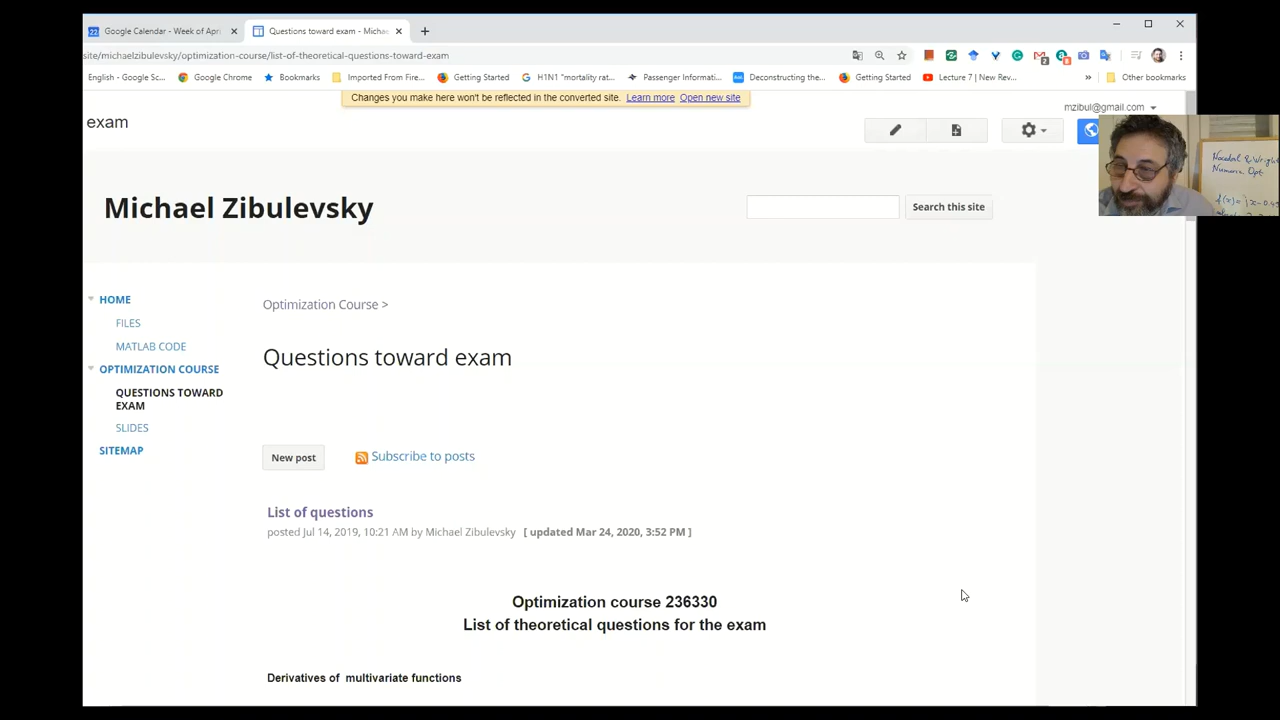 Google Calendar - Week of Apri
Questions toward exam - Michae
site/michaelzibulevsky/optimization-course/list-of-theoretical-questions-toward-exam
English - Google Sc...
Google Chrome
Bookmarks
Imported From Fire...
Getting Started
H1N1 "mortality rat...
Passenger Informati...
Deconstructing the...
Getting Started
Lecture 7 | New Rev...
»
Other bookmarks
Changes you make here won't be reflected in the converted site. Learn more Open new site
mzibul@gmail.com
exam
Michael Zibulevsky
Search this site
HOME
FILES
MATLAB CODE
OPTIMIZATION COURSE
QUESTIONS TOWARD
EXAM
SLIDES
SITEMAP
Optimization Course >
Questions toward exam
New post
Subscribe to posts
List of questions
posted Jul 14, 2019, 10:21 AM by Michael Zibulevsky [ updated Mar 24, 2020, 3:52 PM ]
Optimization course 236330
List of theoretical questions for the exam
Derivatives of multivariate functions
Nocedal & Wright
Numeric Opt